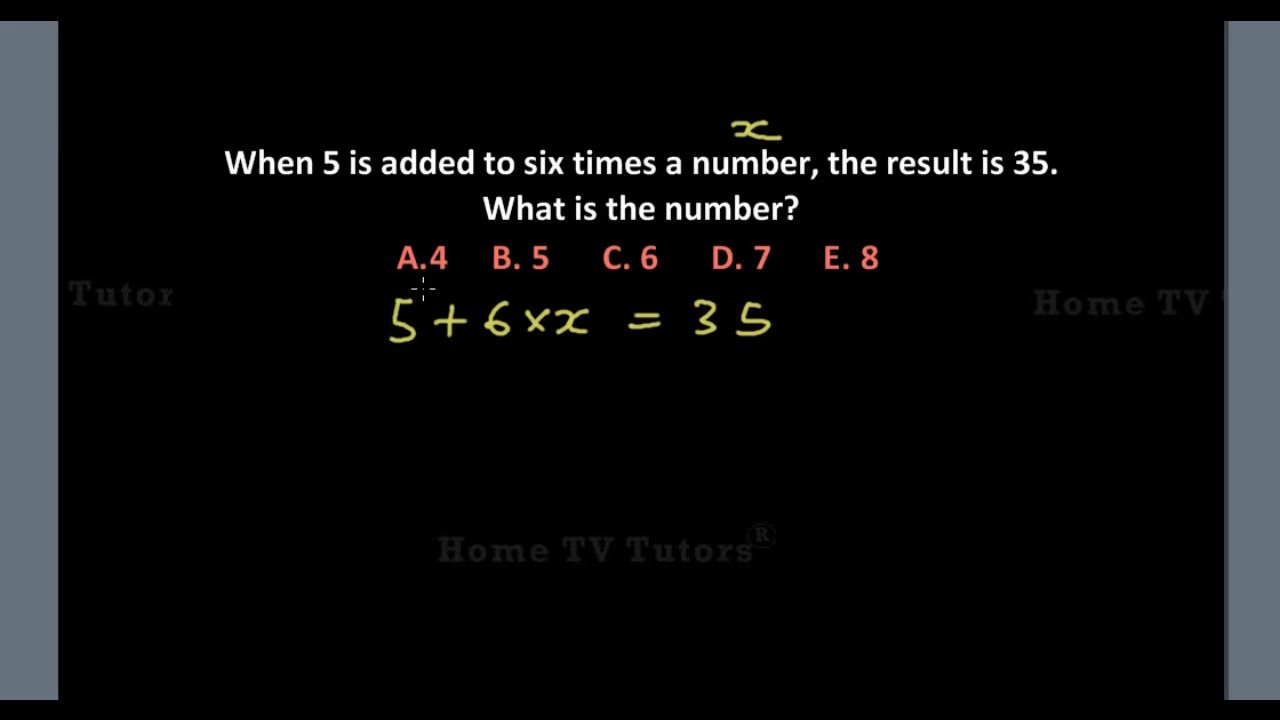 x
When 5 is added to six times a number, the result is 35.
What is the number?
A.4 B. 5 C. 6 D. 7 E. 8
Tutor
Home TV
5 + 6 × x = 35
Home TV Tutors®